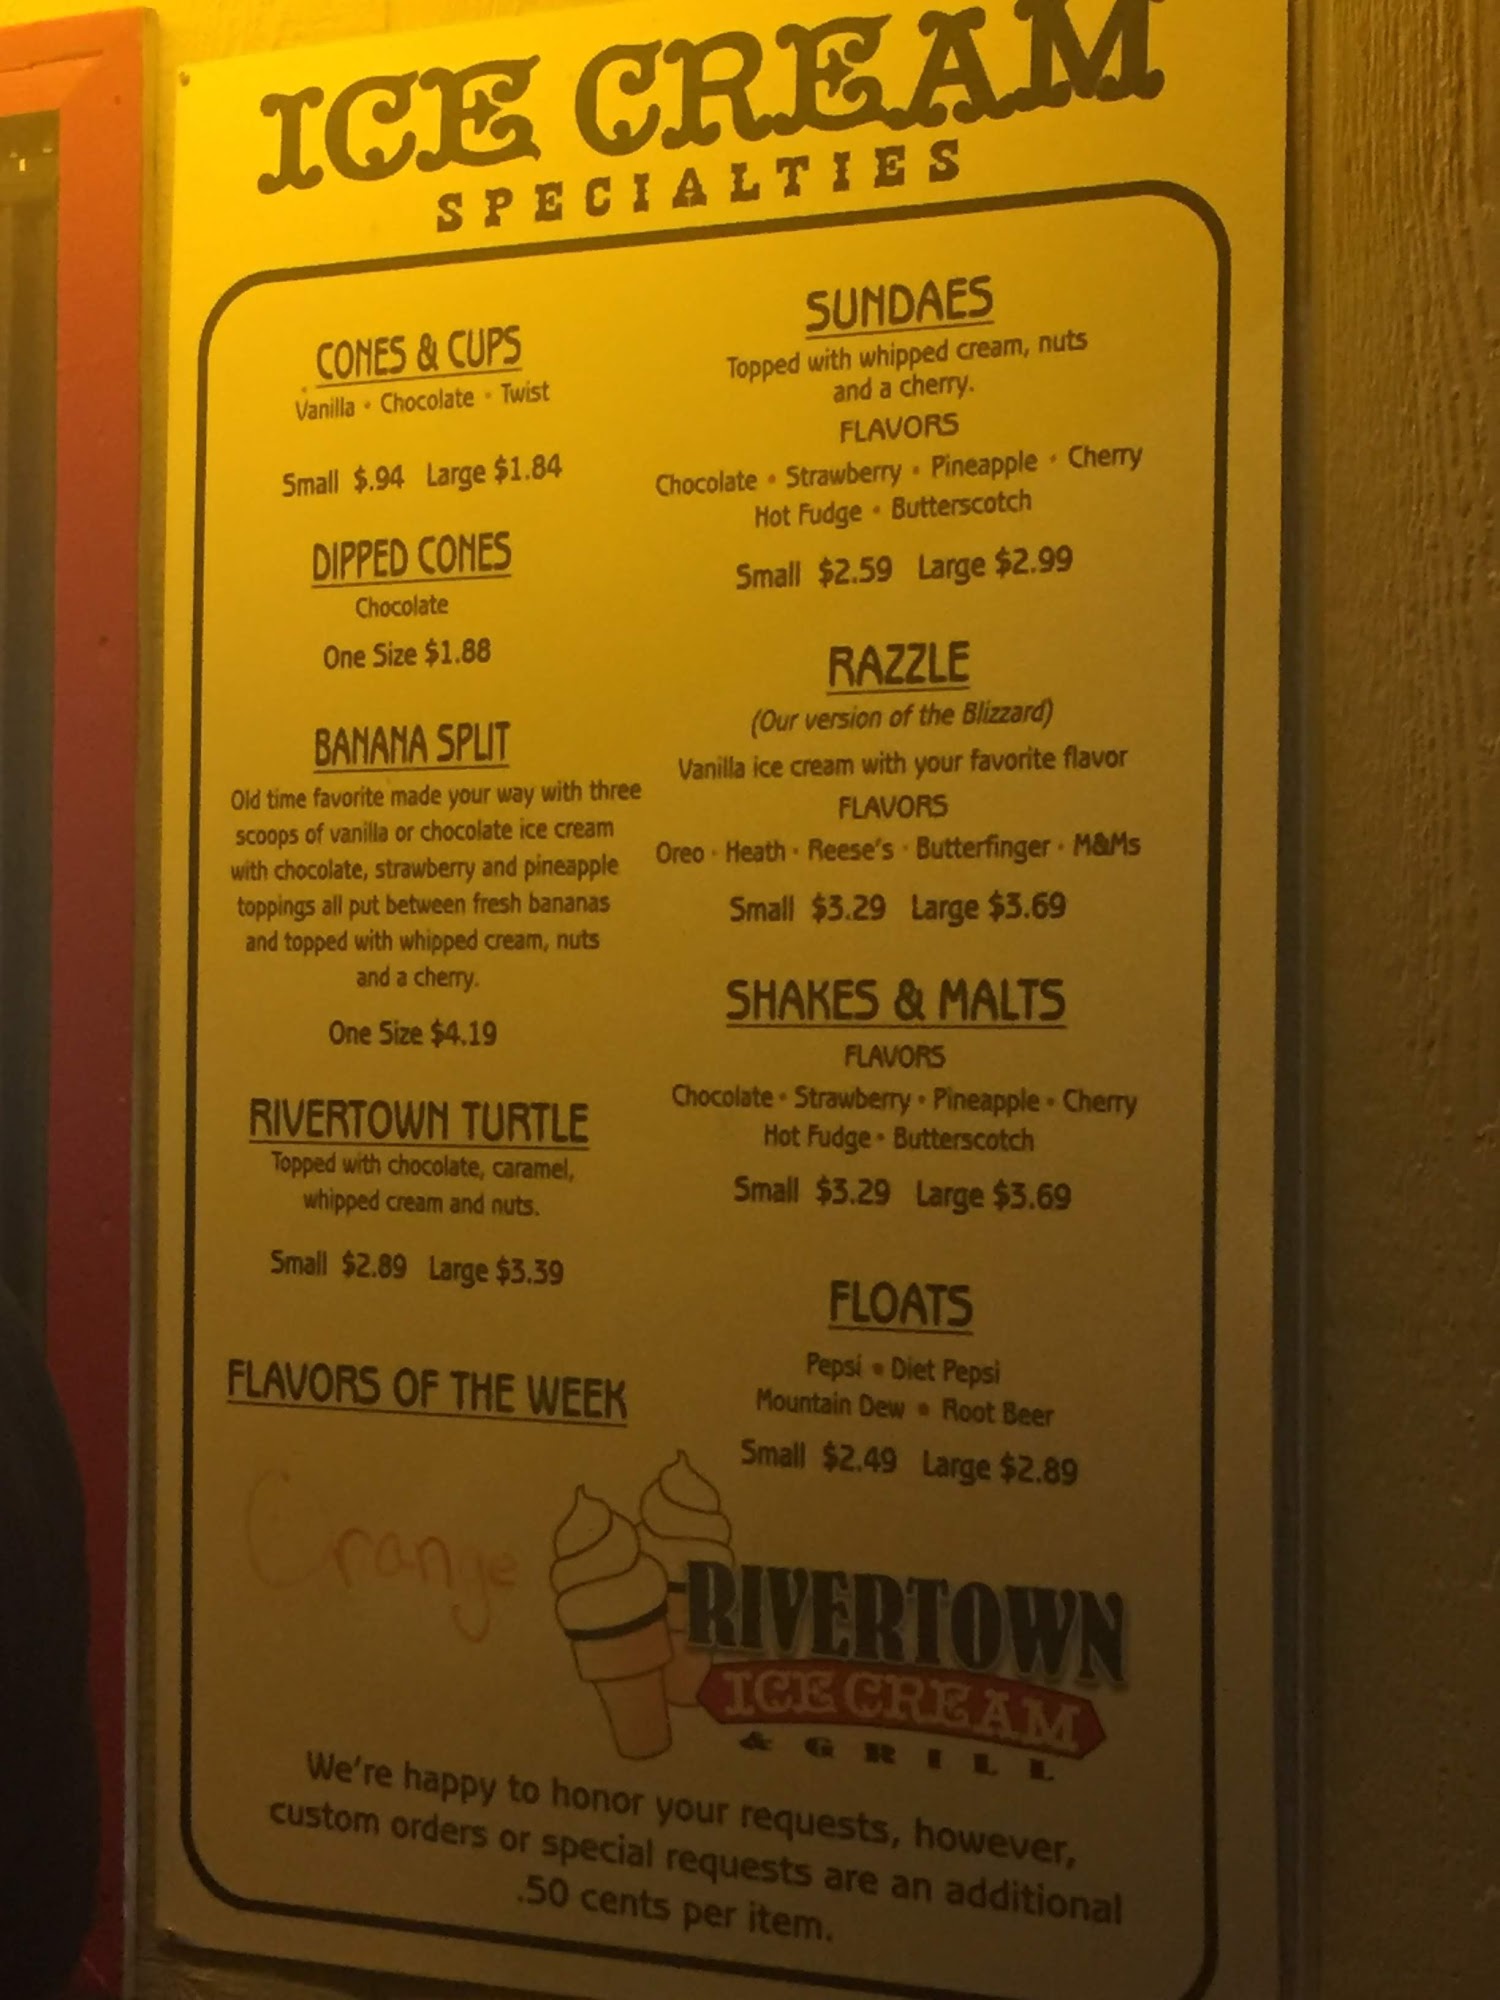 ICE CREAM
SPECIALTIES
CONES & CUPS
Vanilla • Chocolate • Twist
Small $.94 Large $1.84
DIPPED CONES
Chocolate
One Size $1.88
BANANA SPLIT
Old time favorite made your way with three
scoops of vanilla or chocolate ice cream
with chocolate, strawberry and pineapple
toppings all put between fresh bananas
and topped with whipped cream, nuts
and a cherry.
One Size $4.19
RIVERTOWN TURTLE
Topped with chocolate, caramel,
whipped cream and nuts.
Small $2.89 Large $3.39
FLAVORS OF THE WEEK
Orange
SUNDAES
Topped with whipped cream, nuts
and a cherry.
FLAVORS
Chocolate • Strawberry • Pineapple • Cherry
Hot Fudge • Butterscotch
Small $2.59 Large $2.99
RAZZLE
(Our version of the Blizzard)
Vanilla ice cream with your favorite flavor
FLAVORS
Oreo • Heath • Reese's • Butterfinger • M&Ms
Small $3.29 Large $3.69
SHAKES & MALTS
FLAVORS
Chocolate • Strawberry • Pineapple • Cherry
Hot Fudge • Butterscotch
Small $3.29 Large $3.69
FLOATS
Pepsi • Diet Pepsi
Mountain Dew • Root Beer
Small $2.49 Large $2.89
RIVERTOWN
ICE CREAM
& GRILL
We're happy to honor your requests, however,
custom orders or special requests are an additional
.50 cents per item.